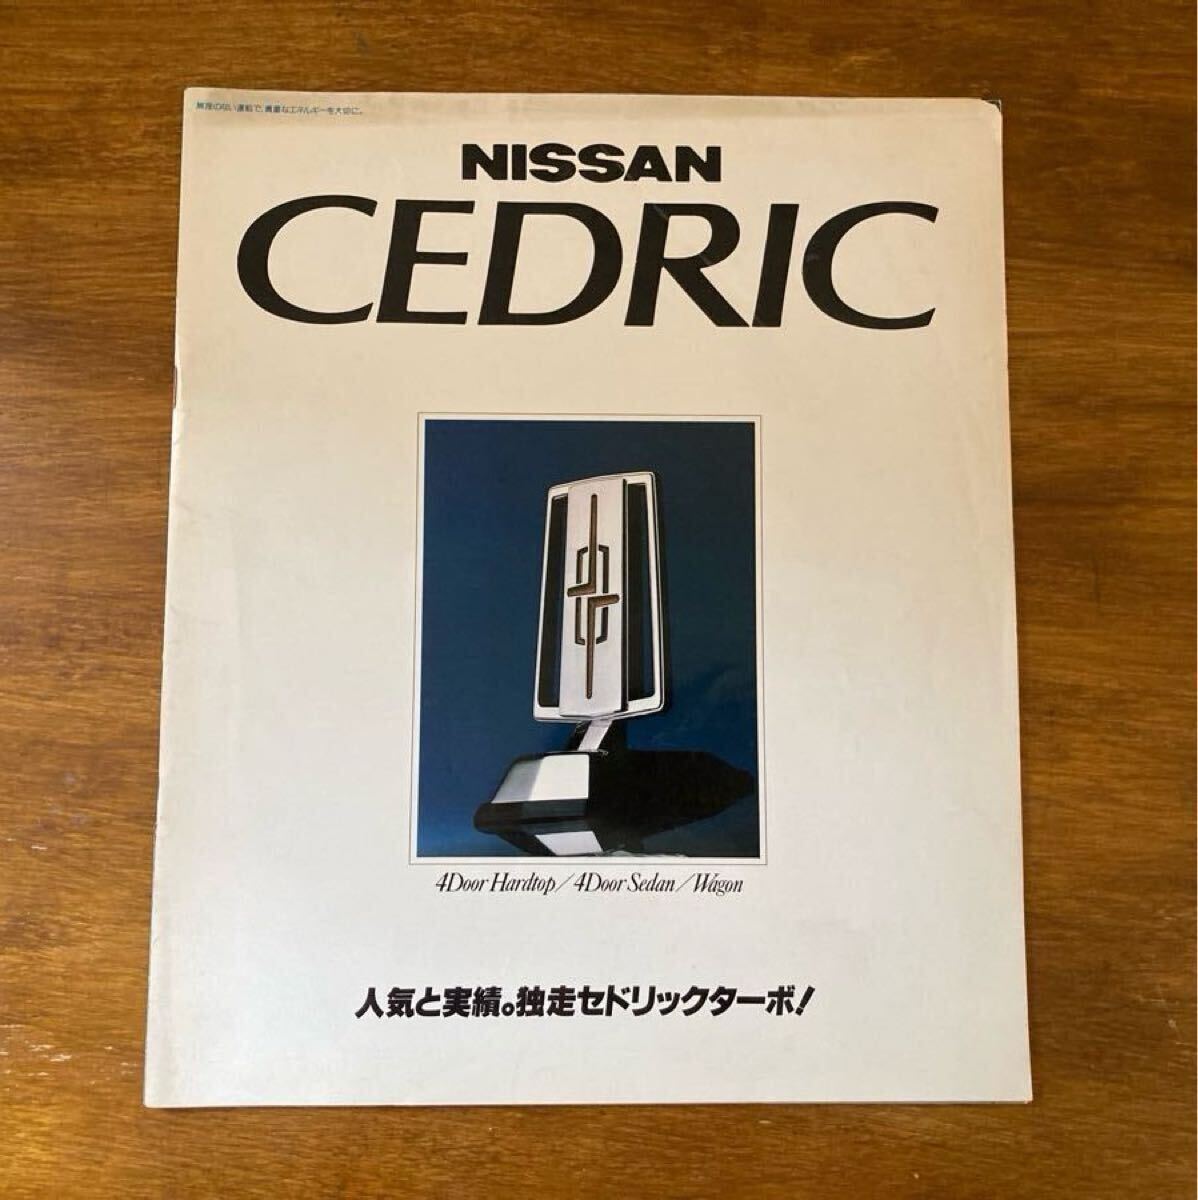 無理のない運転で、貴重なエネルギーを大切に。
NISSAN
CEDRIC
4Door Hardtop/4Door Sedan/Wagon
人気と実績。独走セドリックターボ!